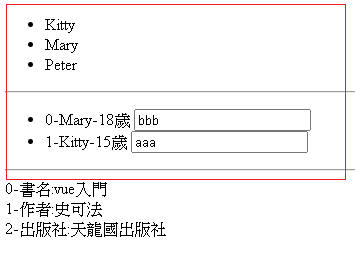 Kitty
Mary
Peter
0-Mary-18歲 bbb
1-Kitty-15歲 aaa
0-書名:vue入門
1-作者:史可法
2-出版社:天龍國出版社